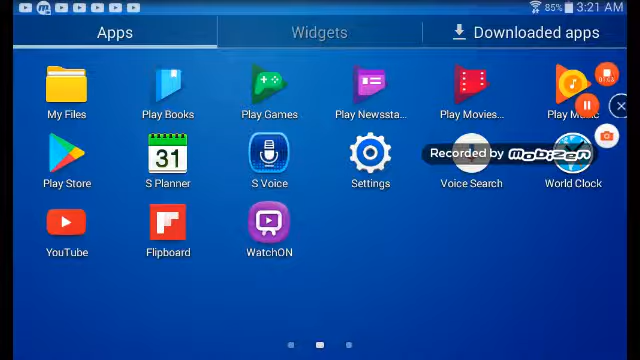 85% 3:21 AM
Apps Widgets Downloaded apps
My Files Play Books Play Games Play Newssta... Play Movies... Play
31
Recorded by MOBIZEN
Play Store S Planner S Voice Settings Voice Search World Clock
YouTube Flipboard WatchON